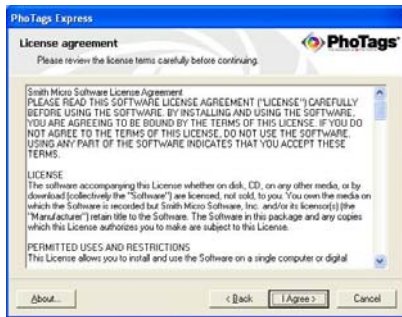 PhoTags Express
License agreement
Please review the license terms carefully before continuing.
PhoTags
Smith Micro Software License Agreement
PLEASE READ THIS SOFTWARE LICENSE AGREEMENT ("LICENSE") CAREFULLY
BEFORE USING THE SOFTWARE. BY INSTALLING AND USING THE SOFTWARE,
YOU ARE AGREEING TO BE BOUND BY THE TERMS OF THIS LICENSE. IF YOU DO
NOT AGREE TO THE TERMS OF THIS LICENSE, DO NOT USE THE SOFTWARE.
USING ANY PART OF THE SOFTWARE INDICATES THAT YOU ACCEPT THESE
TERMS.
LICENSE
The software accompanying this License whether on disk, CD, on any other media, or by
download (collectively the "Software") are licensed, not sold, to you. You own the media on
which the Software is recorded but Smith Micro Software, Inc. and/or its licensor(s) (the
"Manufacturer") retain title to the Software. The Software in this package and any copies
which this License authorizes you to make are subject to this License.
PERMITTED USES AND RESTRICTIONS
This License allows you to install and use the Software on a single computer or digital
About...
< Back
I Agree >
Cancel